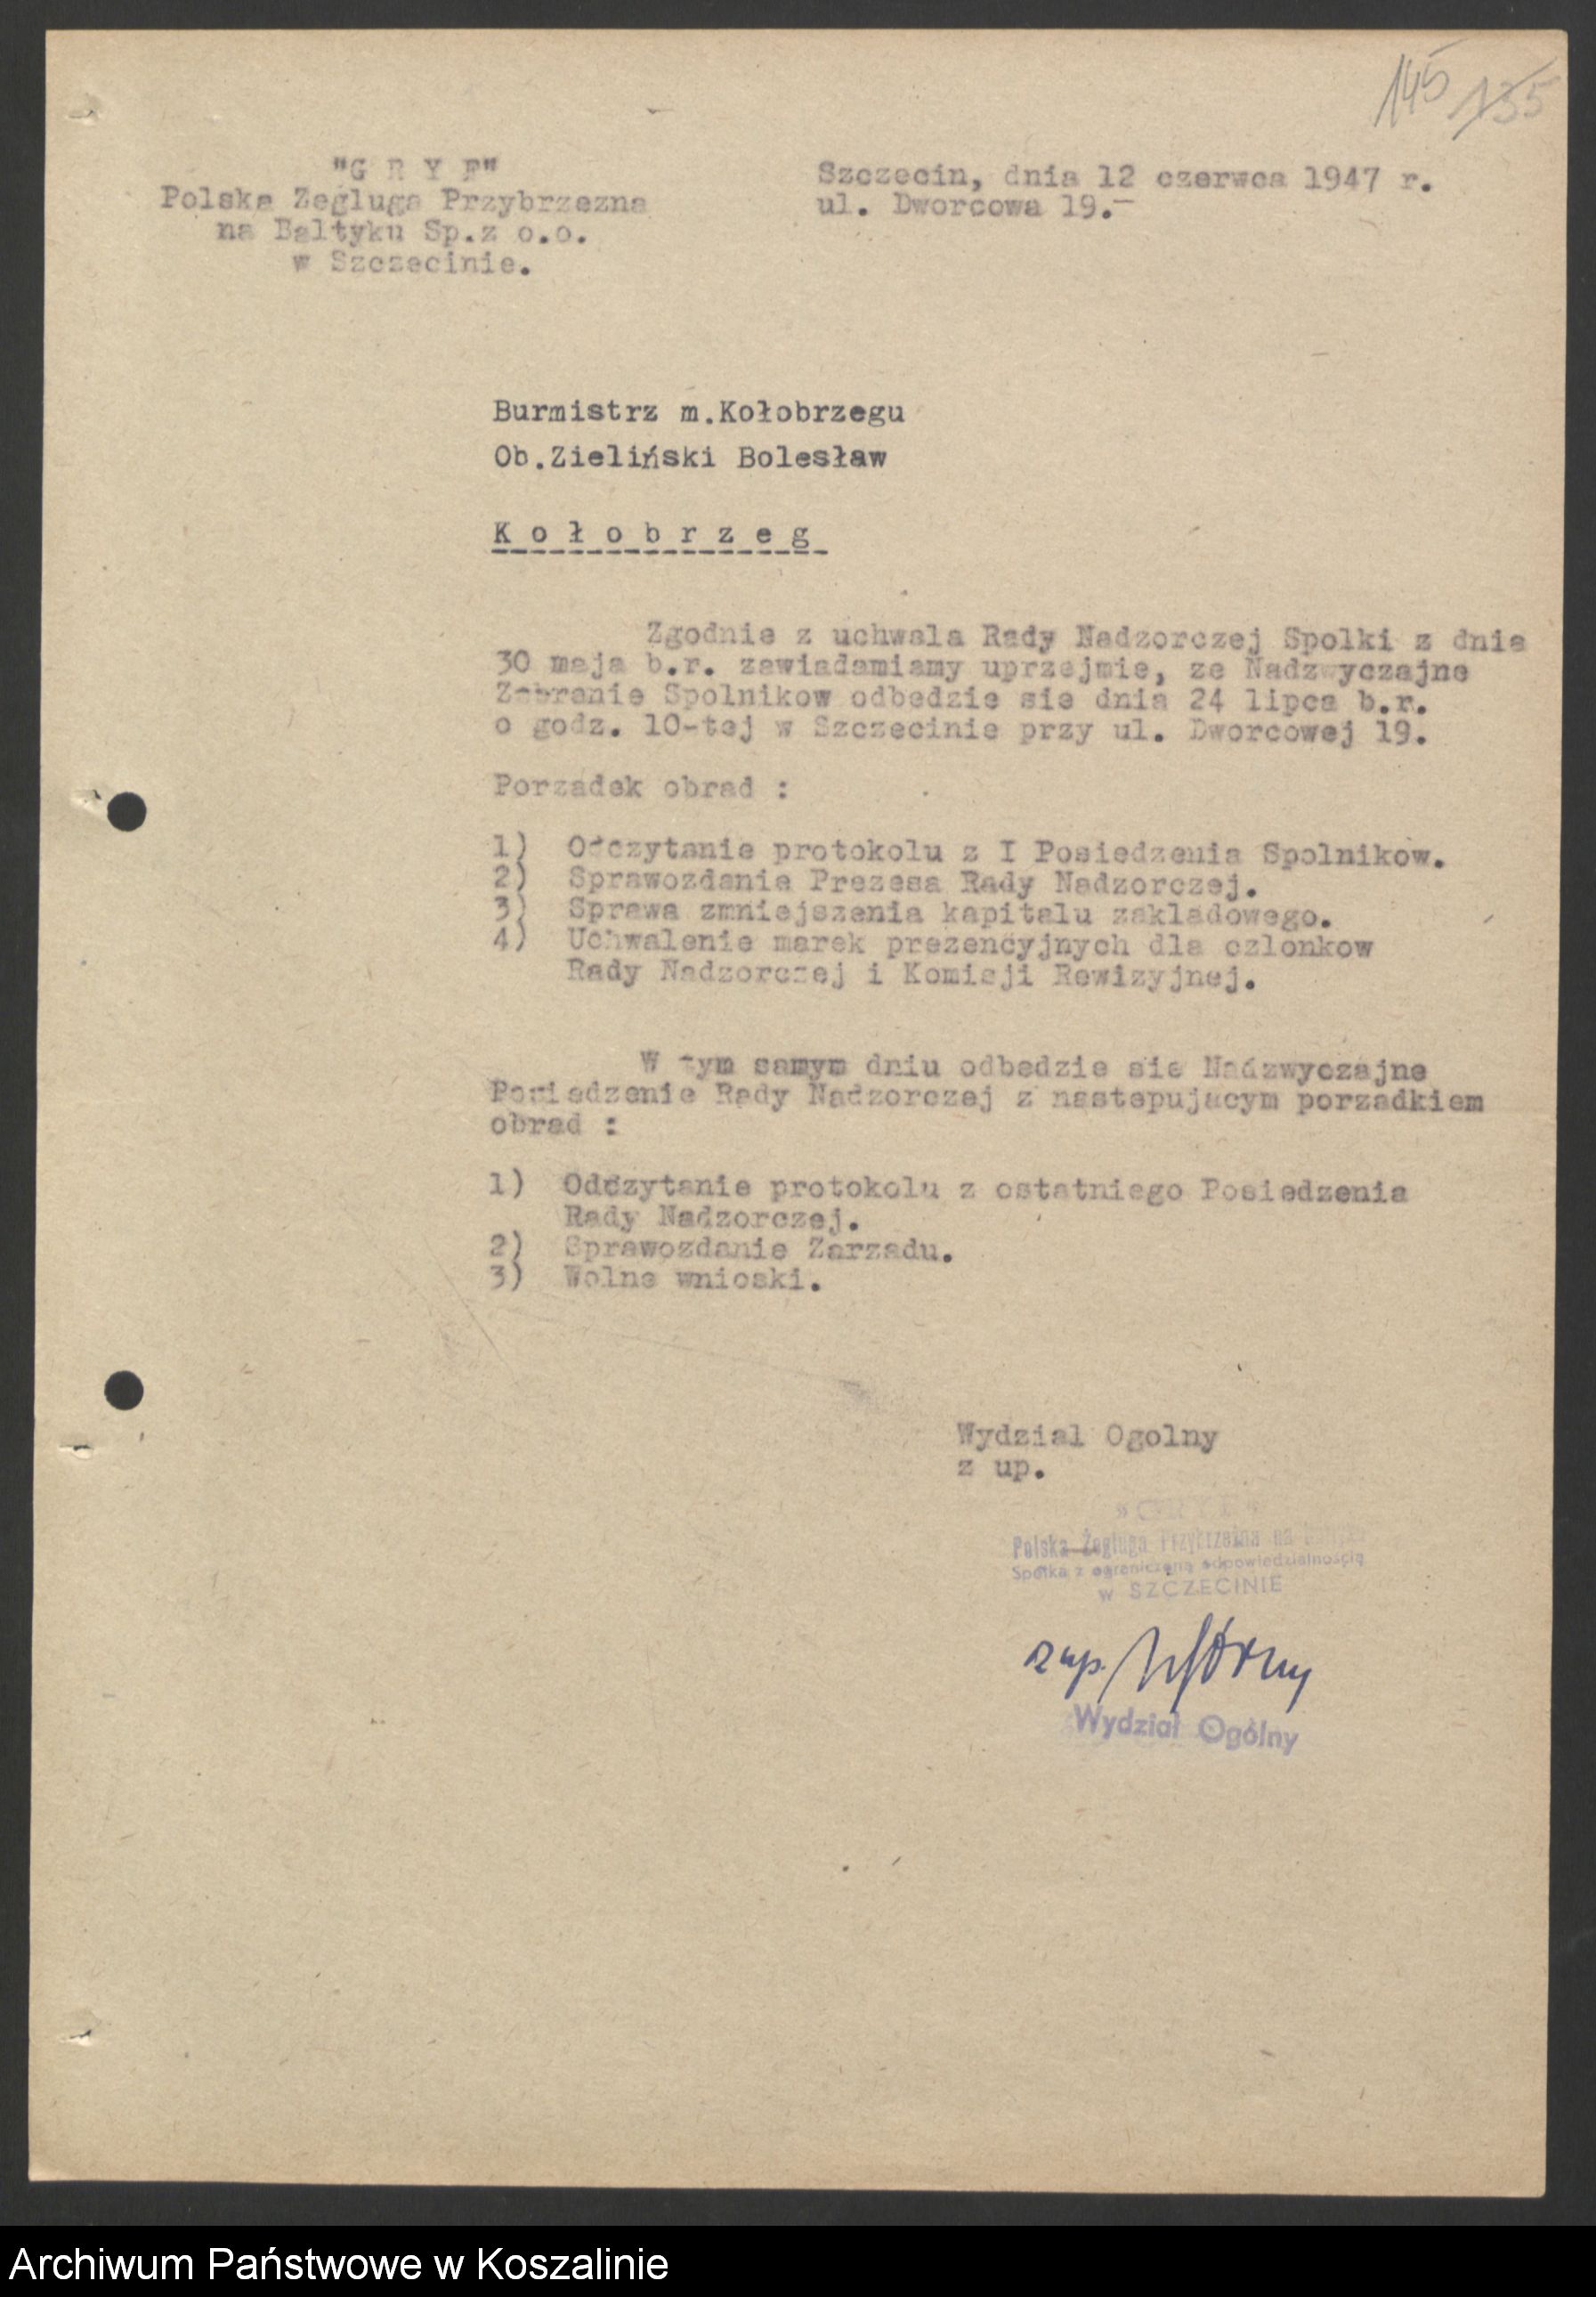 145 135
"G R Y F"
Polska Zegluga Przybrzezna
na Baltyku Sp.z o.o.
w Szczecinie.
Szczecin, dnia 12 czerwca 1947 r.
ul. Dworcowa 19.-
Burmistrz m.Kołobrzegu
Ob.Zieliński Bolesław
K o ł o b r z e g
Zgodnie z uchwala Rady Nadzorczej Spolki z dnia
30 maja b.r. zawiadamiamy uprzejmie, ze Nadzwyczajne
Zebranie Spolnikow odbedzie sie dnia 24 lipca b.r.
o godz. 10-tej w Szczecinie przy ul. Dworcowej 19.
Porzadek obrad :
1) Odczytanie protokolu z I Posiedzenia Spolnikow.
2) Sprawozdanie Prezesa Rady Nadzorczej.
3) Sprawa zmniejszenia kapitalu zakladowego.
4) Uchwalenie marek prezencyjnych dla czlonkow
Rady Nadzorczej i Komisji Rewizyjnej.
W tym samym dniu odbedzie sie Nadzwyczajne
Posiedzenie Rady Nadzorczej z nastepujacym porzadkiem
obrad :
1) Odczytanie protokolu z ostatniego Posiedzenia
Rady Nadzorczej.
2) Sprawozdanie Zarzadu.
3) Wolne wnioski.
Wydzial Ogolny
z up.
»GRYF«
Polska Żegluga Przybrzeżna na Bałtyku
Spółka z ograniczoną odpowiedzialnością
w SZCZECINIE
z up.
Wydział Ogólny
Archiwum Państwowe w Koszalinie